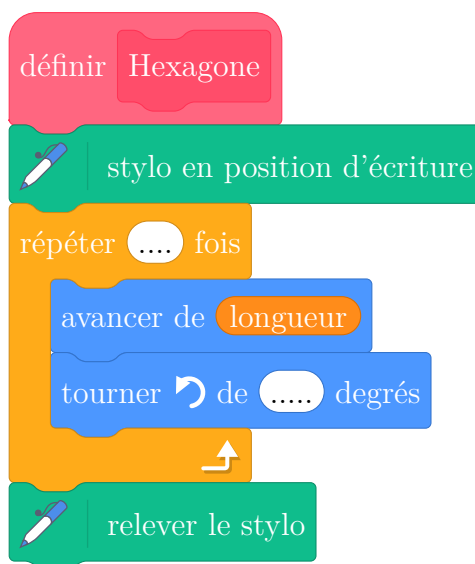 définir Hexagone
stylo en position d'écriture
répéter .... fois
avancer de longueur
tourner de ..... degrés
relever le stylo